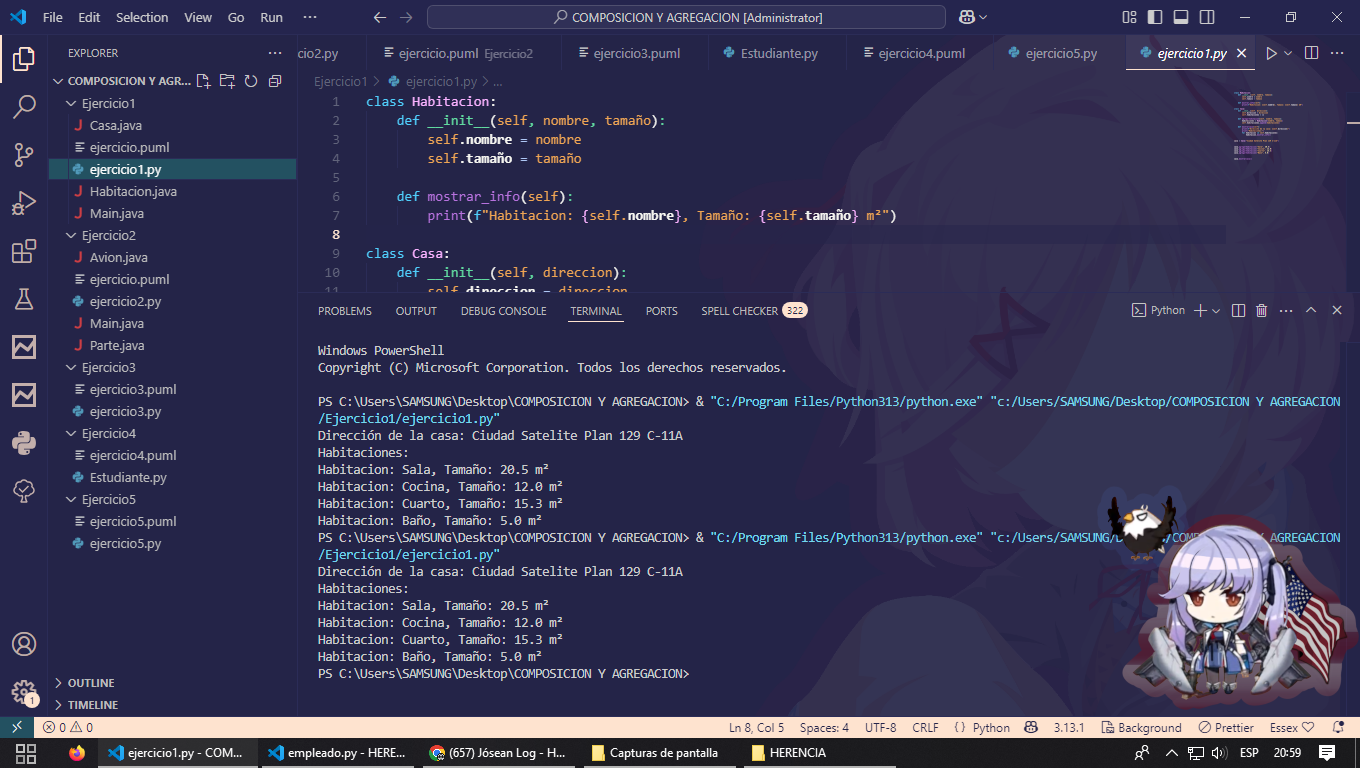 File Edit Selection View Go Run ···
COMPOSICION Y AGREGACION [Administrator]
EXPLORER
cio2.py
ejercicio.puml Ejercicio2
ejercicio3.puml
Estudiante.py
ejercicio4.puml
ejercicio5.py
ejercicio1.py
COMPOSICION Y AGR...
Ejercicio1 > ejercicio1.py > ...
Ejercicio1
Casa.java
ejercicio.puml
ejercicio1.py
Habitacion.java
Main.java
Ejercicio2
Avion.java
ejercicio.puml
ejercicio2.py
Main.java
Parte.java
Ejercicio3
ejercicio3.puml
ejercicio3.py
Ejercicio4
ejercicio4.puml
Estudiante.py
Ejercicio5
ejercicio5.puml
ejercicio5.py
OUTLINE
TIMELINE
1 class Habitacion:
2 def __init__(self, nombre, tamaño):
3 self.nombre = nombre
4 self.tamaño = tamaño
5
6 def mostrar_info(self):
7 print(f"Habitacion: {self.nombre}, Tamaño: {self.tamaño} m²")
8
9 class Casa:
10 def __init__(self, direccion):
11 self.direccion = direccion
PROBLEMS OUTPUT DEBUG CONSOLE TERMINAL PORTS SPELL CHECKER 322
Python
Windows PowerShell
Copyright (C) Microsoft Corporation. Todos los derechos reservados.
PS C:\Users\SAMSUNG\Desktop\COMPOSICION Y AGREGACION> & "C:/Program Files/Python313/python.exe" "c:/Users/SAMSUNG/Desktop/COMPOSICION Y AGREGACION
/Ejercicio1/ejercicio1.py"
Dirección de la casa: Ciudad Satelite Plan 129 C-11A
Habitaciones:
Habitacion: Sala, Tamaño: 20.5 m²
Habitacion: Cocina, Tamaño: 12.0 m²
Habitacion: Cuarto, Tamaño: 15.3 m²
Habitacion: Baño, Tamaño: 5.0 m²
PS C:\Users\SAMSUNG\Desktop\COMPOSICION Y AGREGACION> & "C:/Program Files/Python313/python.exe" "c:/Users/SAMSUNG/D AGREGACION
/Ejercicio1/ejercicio1.py"
Dirección de la casa: Ciudad Satelite Plan 129 C-11A
Habitaciones:
Habitacion: Sala, Tamaño: 20.5 m²
Habitacion: Cocina, Tamaño: 12.0 m²
Habitacion: Cuarto, Tamaño: 15.3 m²
Habitacion: Baño, Tamaño: 5.0 m²
PS C:\Users\SAMSUNG\Desktop\COMPOSICION Y AGREGACION>
1
0 0 Ln 8, Col 5 Spaces: 4 UTF-8 CRLF { } Python 3.13.1 Background Prettier Essex ♡
ejercicio1.py - COM... empleado.py - HERE... (657) Jósean Log - H... Capturas de pantalla HERENCIA ESP 20:59